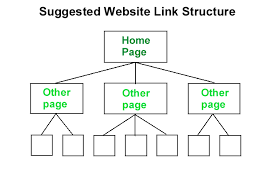 Suggested Website Link Structure
Home
Page
Other
page
Other
page
Other
page